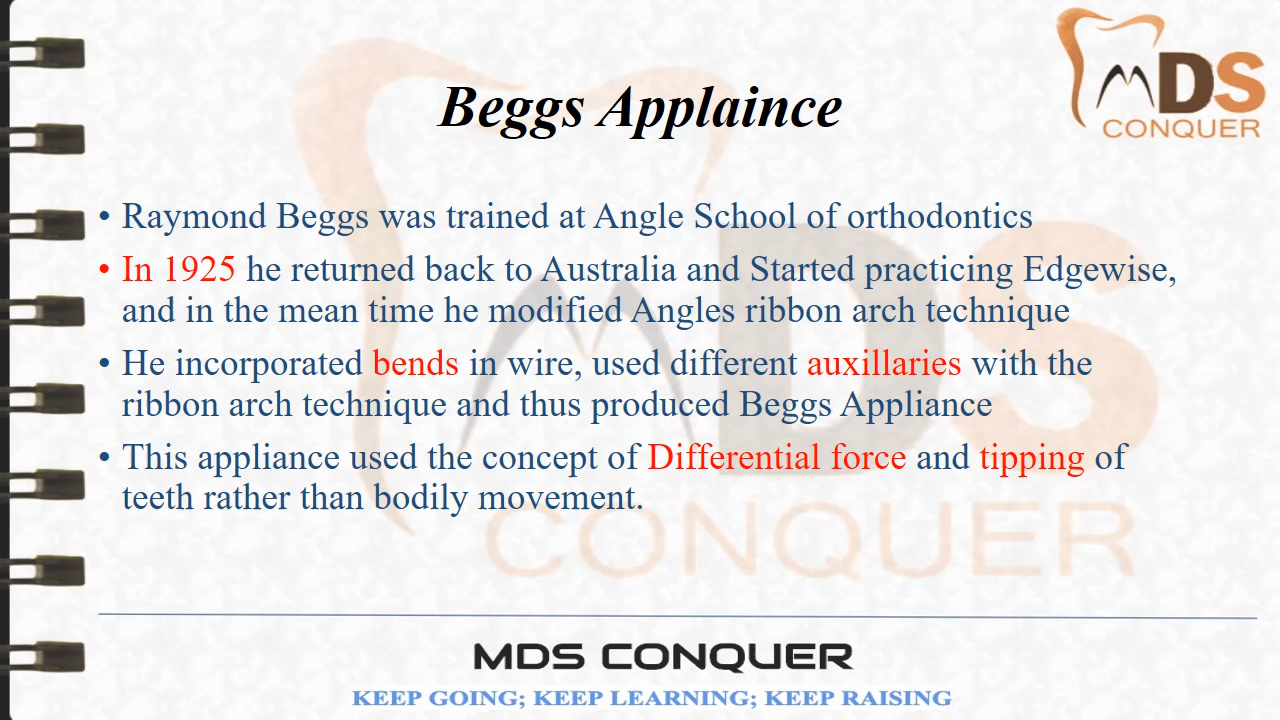 MDS
CONQUER
Beggs Applaince
• Raymond Beggs was trained at Angle School of orthodontics
• In 1925 he returned back to Australia and Started practicing Edgewise,
and in the mean time he modified Angles ribbon arch technique
• He incorporated bends in wire, used different auxillaries with the
ribbon arch technique and thus produced Beggs Appliance
• This appliance used the concept of Differential force and tipping of
teeth rather than bodily movement.
MDS
CONQUER
MDS CONQUER
KEEP GOING; KEEP LEARNING; KEEP RAISING